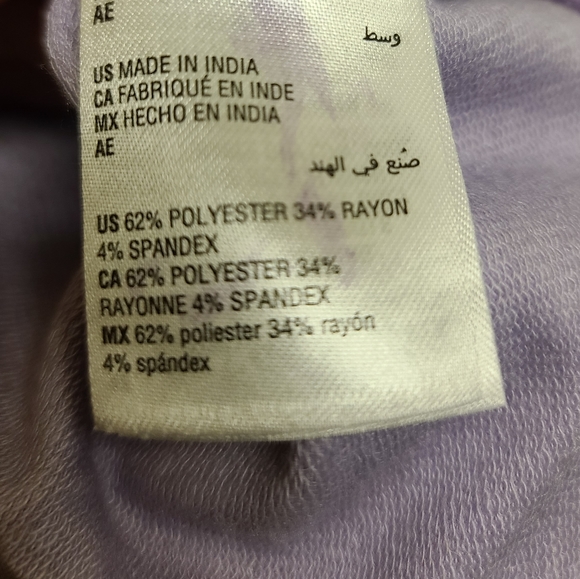 AE
وسط
US MADE IN INDIA
CA FABRIQUÉ EN INDE
MX HECHO EN INDIA
AE
صُنع في الهند
US 62% POLYESTER 34% RAYON
4% SPANDEX
CA 62% POLYESTER 34%
RAYONNE 4% SPANDEX
MX 62% poliester 34% rayón
4% spándex